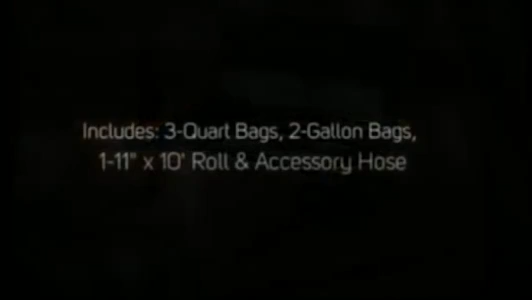 Includes: 3-Quart Bags, 2-Gallon Bags,
1-11" x 10' Roll & Accessory Hose